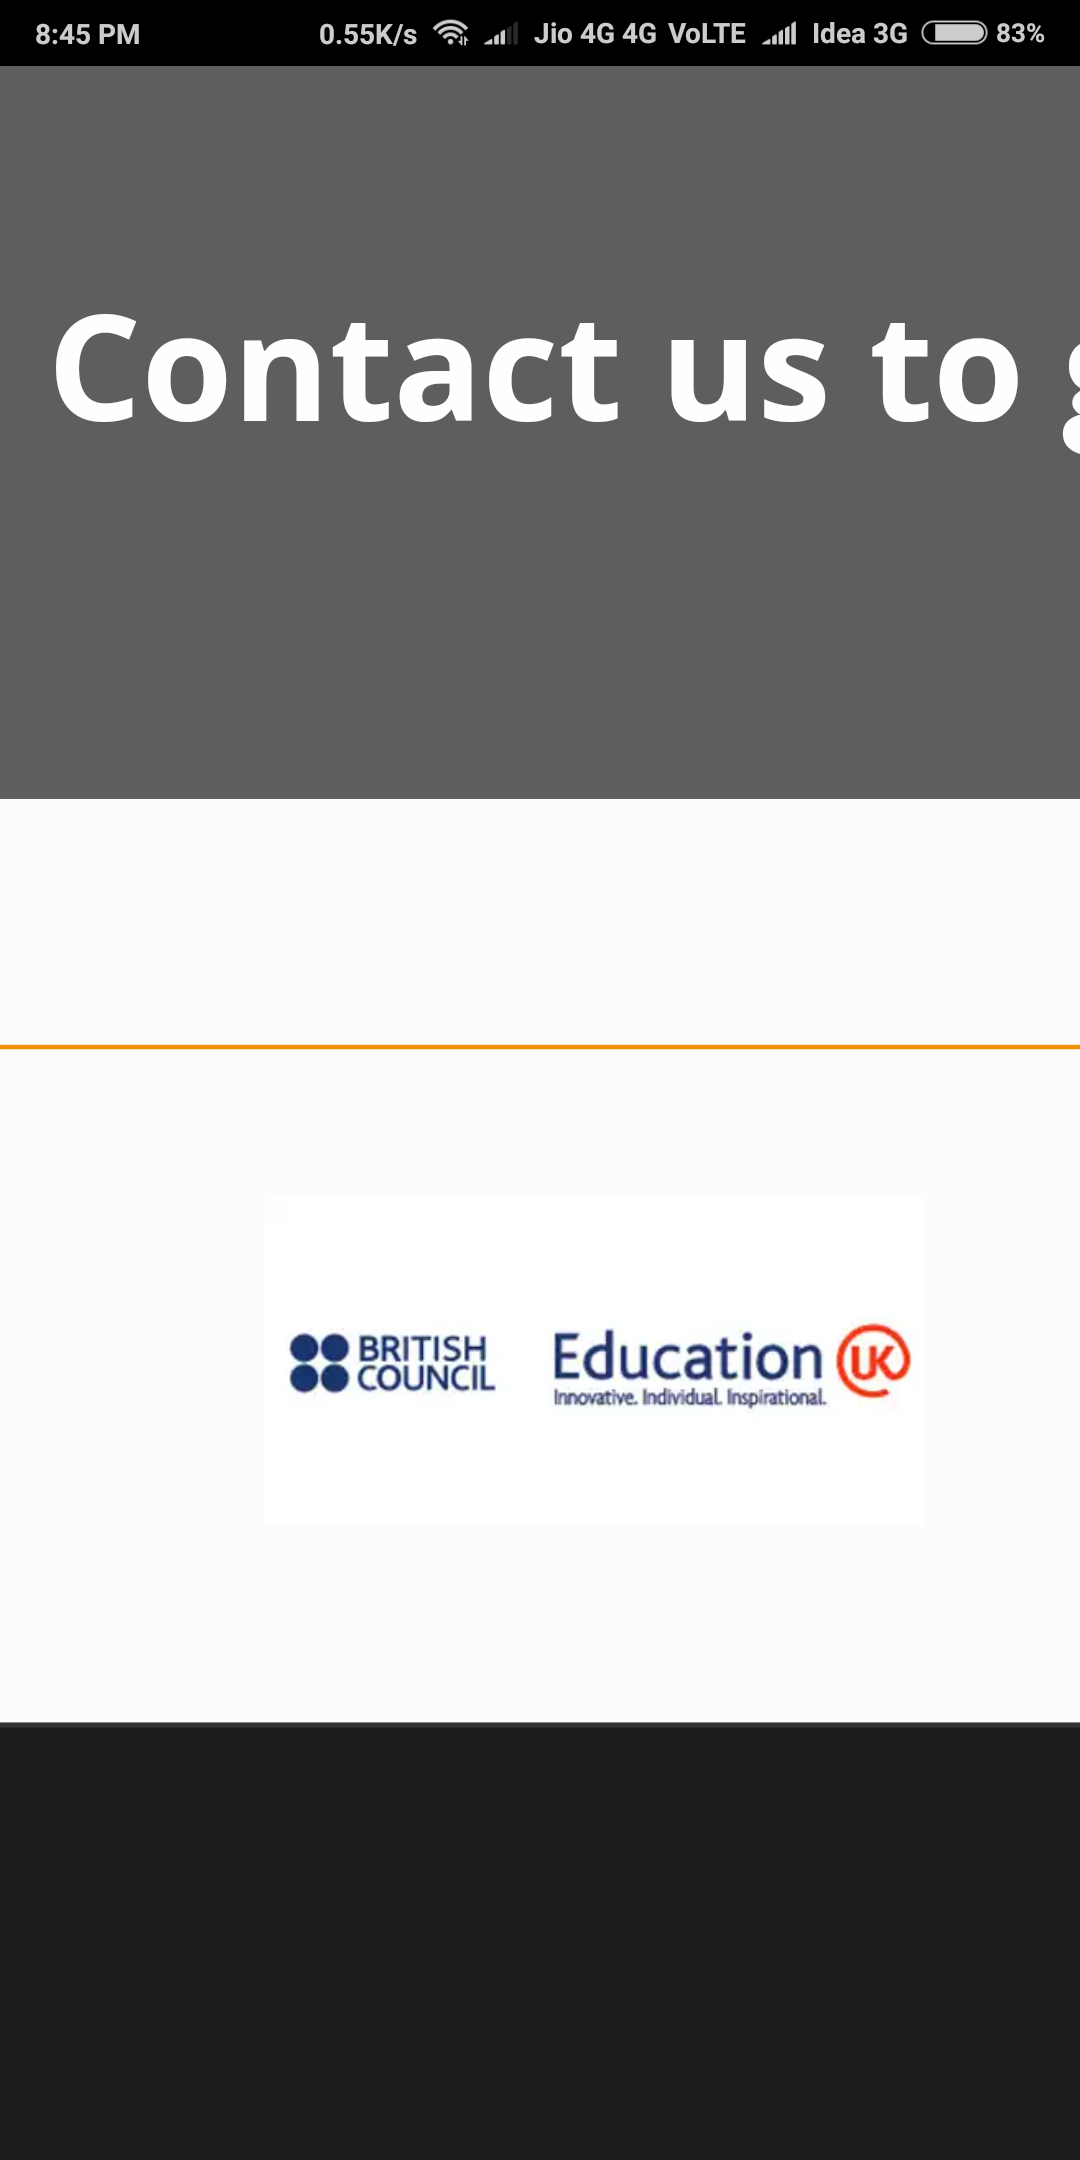 8:45 PM 0.55K/s Jio 4G 4G VoLTE Idea 3G 83%
Contact us to g
BRITISH
COUNCIL
Education UK
Innovative. Individual. Inspirational.